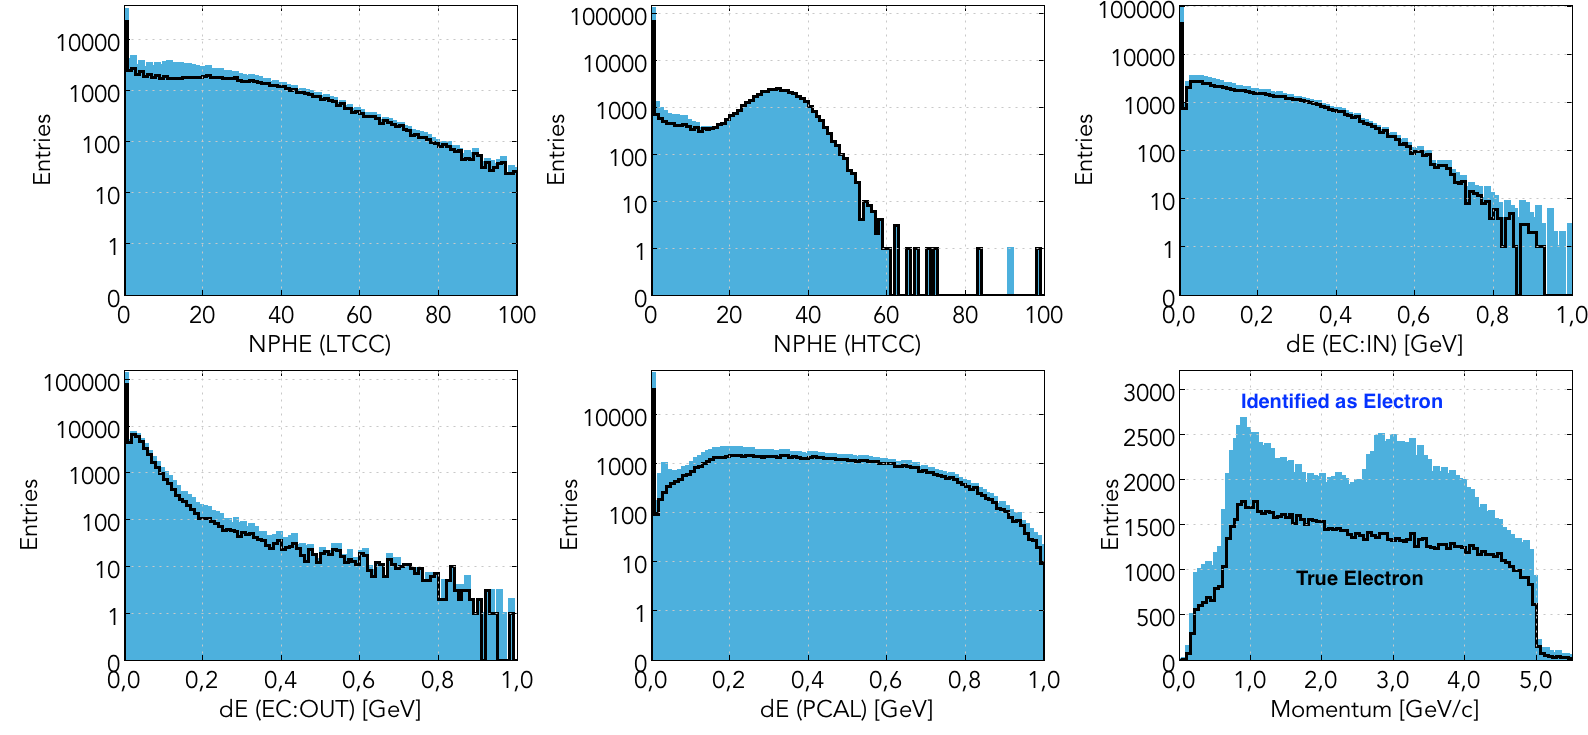 Entries
10000
1000
100
10
1
0
0 20 40 60 80 100
NPHE (LTCC)
Entries
100000
10000
1000
100
10
1
0
0 20 40 60 80 100
NPHE (HTCC)
Entries
100000
10000
1000
100
10
1
0
0,0 0,2 0,4 0,6 0,8 1,0
dE (EC:IN) [GeV]
Entries
100000
10000
1000
100
10
1
0
0,0 0,2 0,4 0,6 0,8 1,0
dE (EC:OUT) [GeV]
Entries
10000
1000
100
10
1
0
0,0 0,2 0,4 0,6 0,8 1,0
dE (PCAL) [GeV]
Entries
3000
2500
2000
1500
1000
500
0
Identified as Electron
True Electron
0,0 1,0 2,0 3,0 4,0 5,0
Momentum [GeV/c]